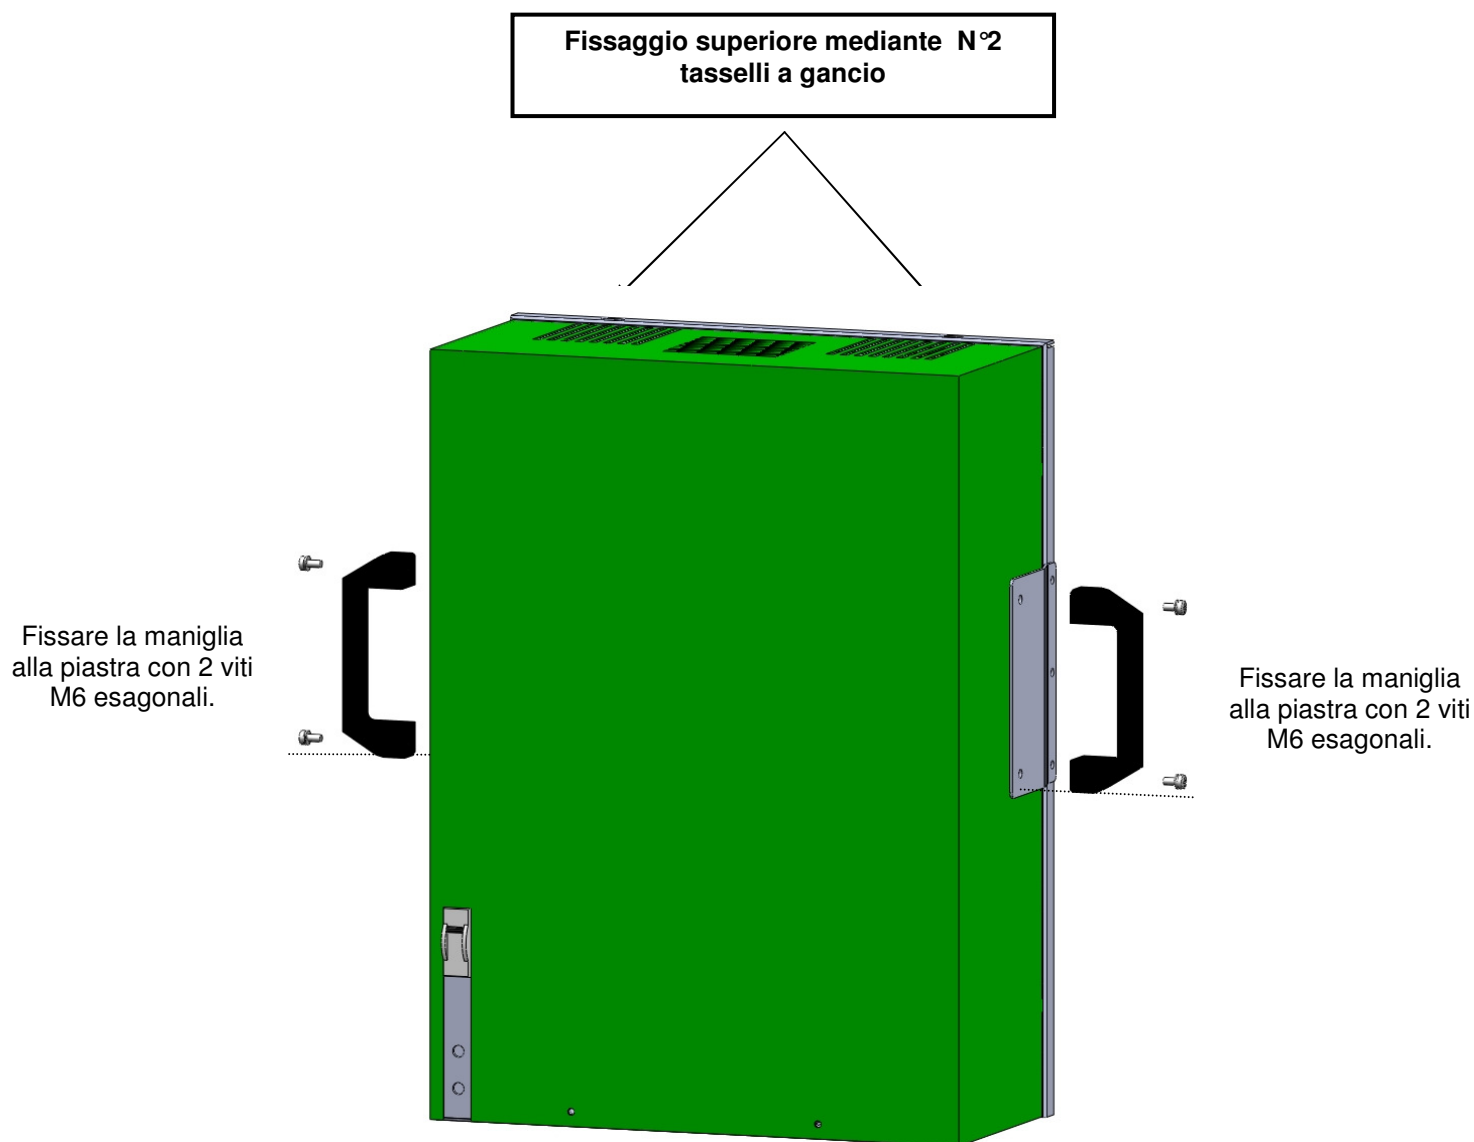 Fissaggio superiore mediante N°2
tasselli a gancio
Fissare la maniglia
alla piastra con 2 viti
M6 esagonali.
Fissare la maniglia
alla piastra con 2 viti
M6 esagonali.